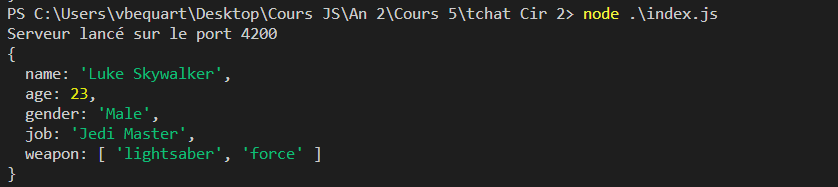 PS C:\Users\vbequart\Desktop\Cours JS\An 2\Cours 5\tchat Cir 2> node .\index.js
Serveur lancé sur le port 4200
{
  name: 'Luke Skywalker',
  age: 23,
  gender: 'Male',
  job: 'Jedi Master',
  weapon: [ 'lightsaber', 'force' ]
}